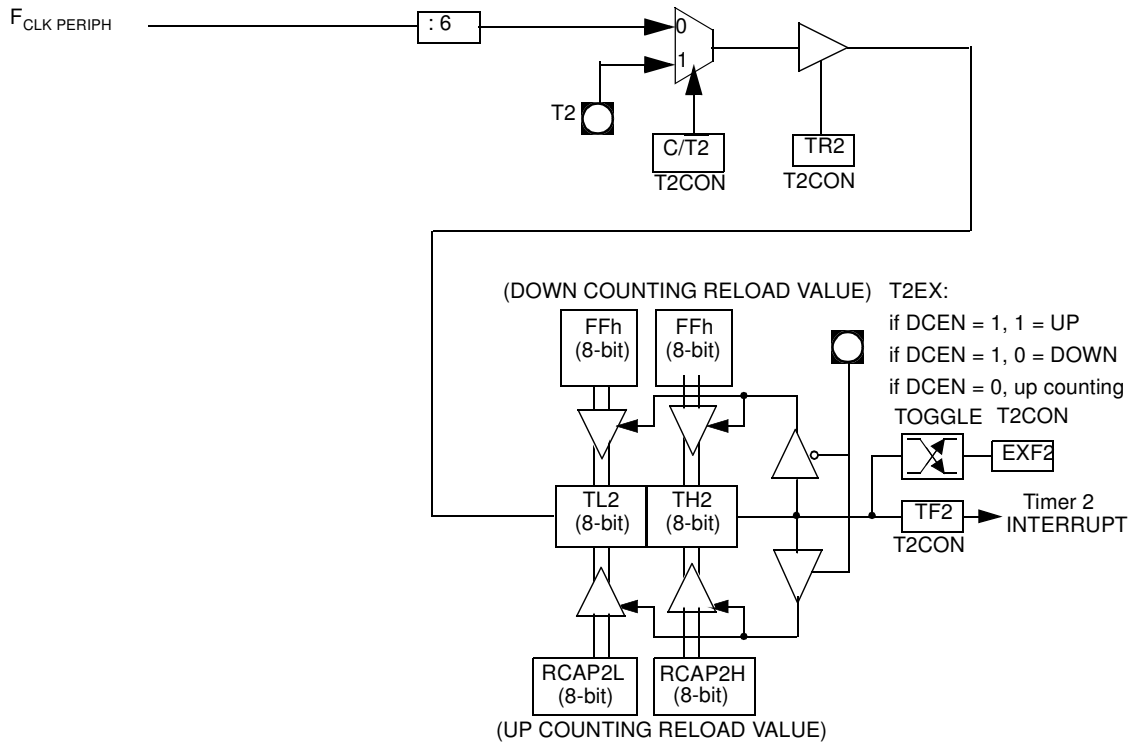 FCLK PERIPH
: 6
0
1
T2
C/T2
TR2
T2CON
T2CON
(DOWN COUNTING RELOAD VALUE)
T2EX:
if DCEN = 1, 1 = UP
if DCEN = 1, 0 = DOWN
if DCEN = 0, up counting
FFh
(8-bit)
FFh
(8-bit)
TOGGLE
T2CON
EXF2
TL2
(8-bit)
TH2
(8-bit)
TF2
T2CON
Timer 2
INTERRUPT
RCAP2L
(8-bit)
RCAP2H
(8-bit)
(UP COUNTING RELOAD VALUE)